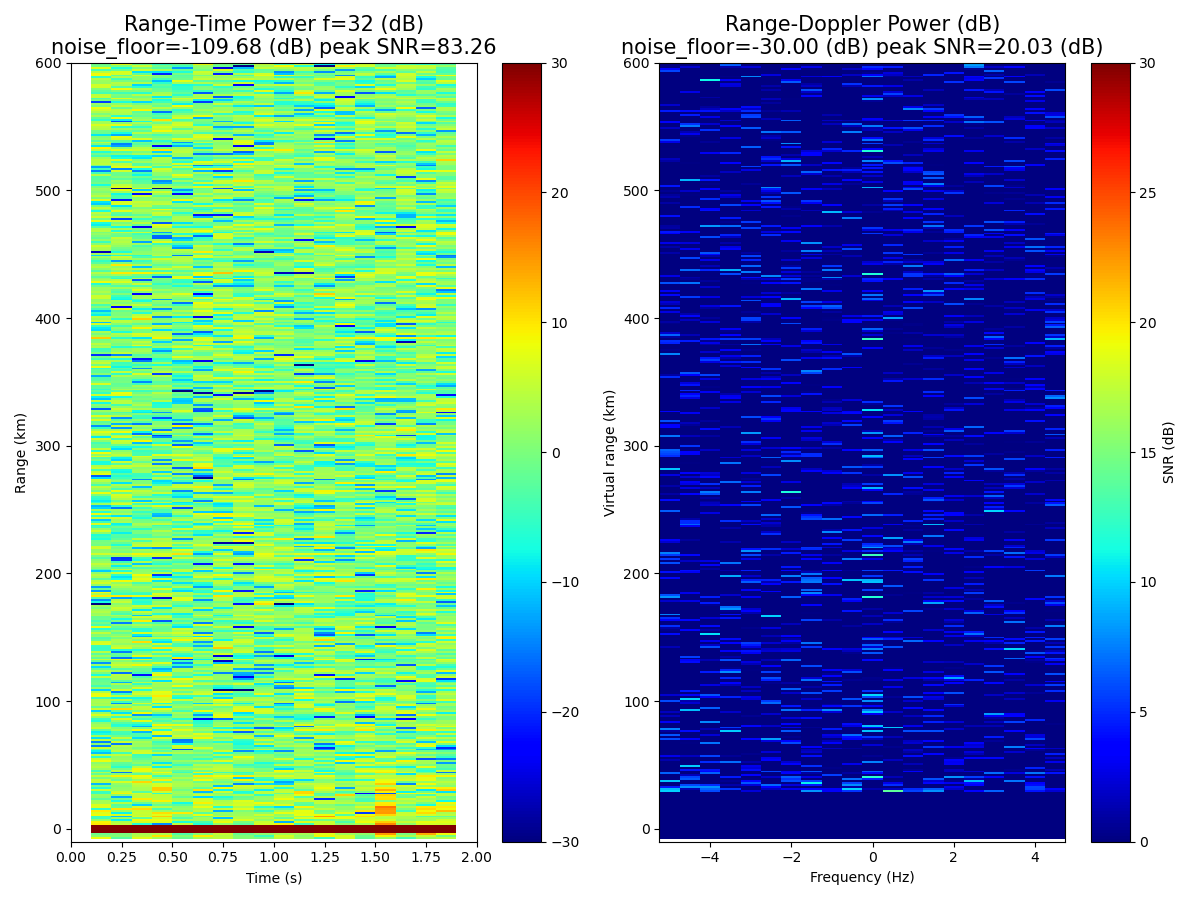 Range-Time Power f=32 (dB)
noise_floor=-109.68 (dB) peak SNR=83.26
Range-Doppler Power (dB)
noise_floor=-30.00 (dB) peak SNR=20.03 (dB)
600
500
400
300
200
100
0
Range (km)
0.00 0.25 0.50 0.75 1.00 1.25 1.50 1.75 2.00
Time (s)
30
20
10
0
−10
−20
−30
600
500
400
300
200
100
0
Virtual range (km)
−4 −2 0 2 4
Frequency (Hz)
30
25
20
15
10
5
0
SNR (dB)